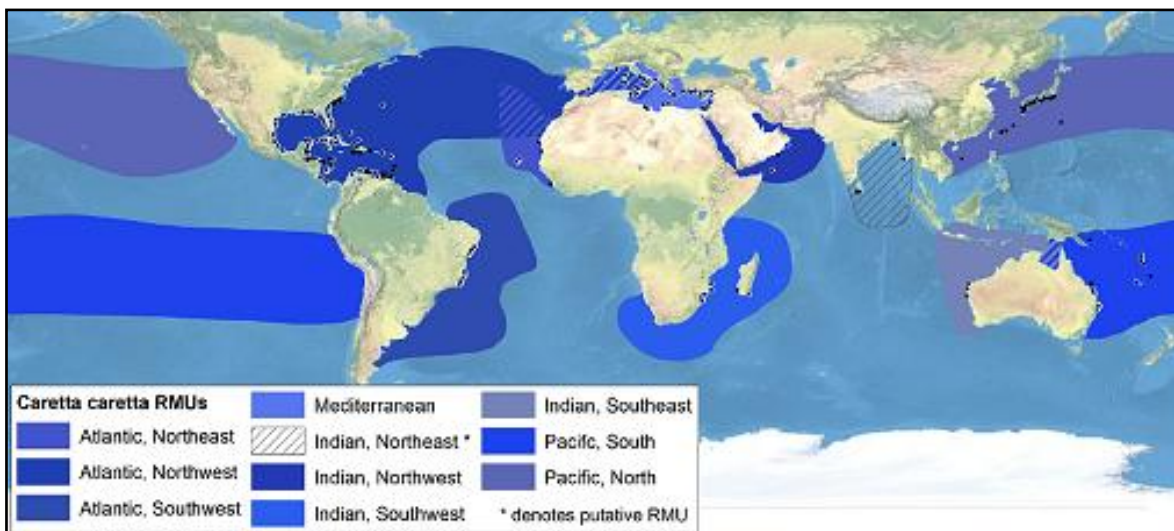 Caretta caretta RMUs
Atlantic, Northeast
Atlantic, Northwest
Atlantic, Southwest
Mediterranean
Indian, Northeast *
Indian, Northwest
Indian, Southwest
Indian, Southeast
Pacifc, South
Pacific, North
* denotes putative RMU